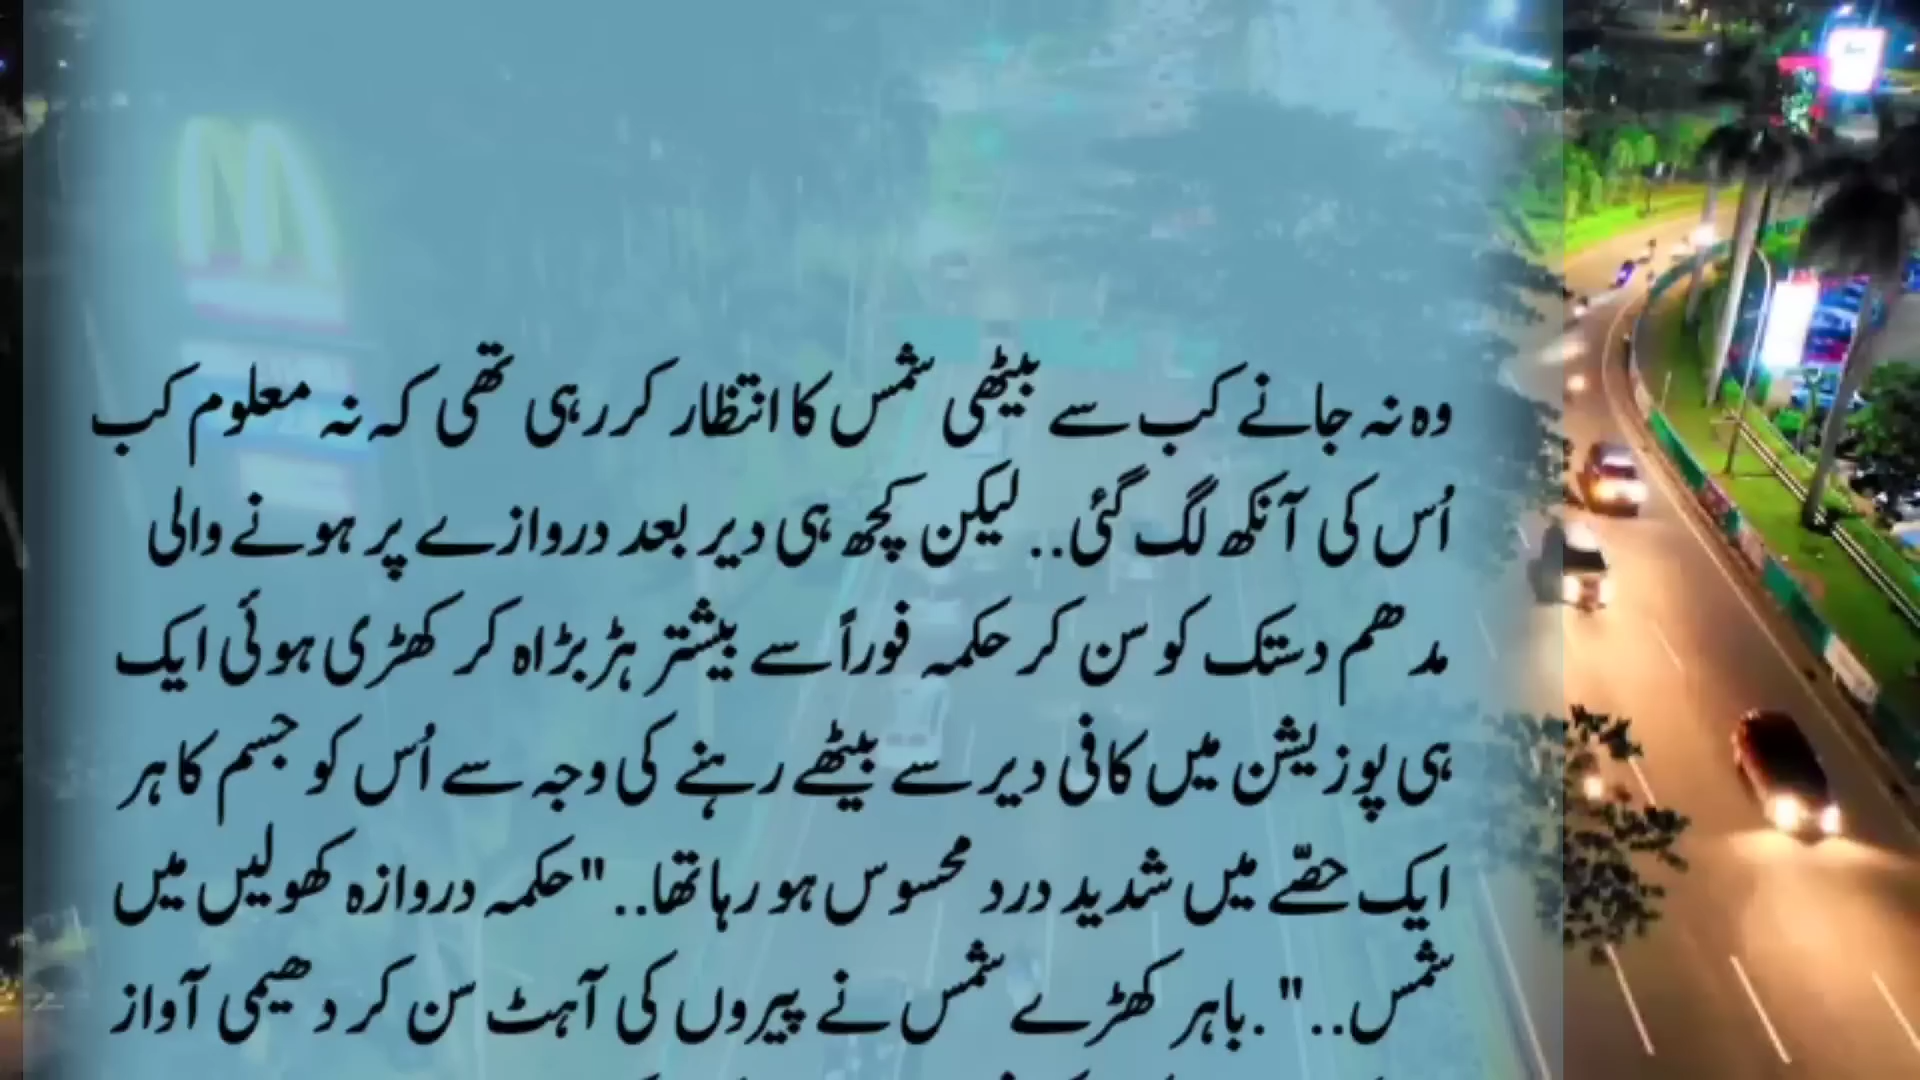 وہ نہ جانے کب سے بیٹھی شمس کا انتظار کر رہی تھی کہ نہ معلوم کب
اُس کی آنکھ لگ گئی.. لیکن کچھ ہی دیر بعد دروازے پر ہونے والی
مدھم دستک کو سن کر حکمہ فوراً سے بیشتر ہڑبڑاہ کر کھڑی ہوئی ایک
ہی پوزیشن میں کافی دیر سے بیٹھے رہنے کی وجہ سے اُس کو جسم کا ہر
ایک حصّے میں شدید درد محسوس ہو رہا تھا.. "حکمہ دروازہ کھولیں میں
شمس.." .باہر کھڑے شمس نے پیروں کی آہٹ سن کر دھیمی آواز